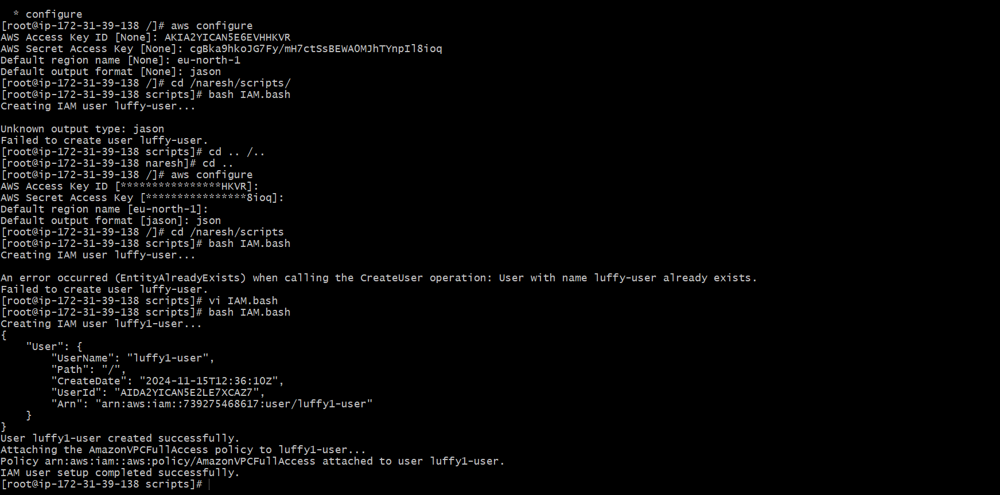 * configure
[root@ip-172-31-39-138 /]# aws configure
AWS Access Key ID [None]: AKIA2YICAN5E6EVHHKVR
AWS Secret Access Key [None]: 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
Default region name [None]: eu-north-1
Default output format [None]: jason
[root@ip-172-31-39-138 /]# cd /naresh/scripts/
[root@ip-172-31-39-138 scripts]# bash IAM.bash
Creating IAM user luffy-user...
Unknown output type: jason
Failed to create user luffy-user.
[root@ip-172-31-39-138 scripts]# cd .. /..
[root@ip-172-31-39-138 naresh]# cd ..
[root@ip-172-31-39-138 /]# aws configure
AWS Access Key ID [****************HKVR]:
AWS Secret Access Key [****************8ioq]:
Default region name [eu-north-1]:
Default output format [jason]: json
[root@ip-172-31-39-138 /]# cd /naresh/scripts
[root@ip-172-31-39-138 scripts]# bash IAM.bash
Creating IAM user luffy-user...
An error occurred (EntityAlreadyExists) when calling the CreateUser operation: User with name luffy-user already exists.
Failed to create user luffy-user.
[root@ip-172-31-39-138 scripts]# vi IAM.bash
[root@ip-172-31-39-138 scripts]# bash IAM.bash
Creating IAM user luffy1-user...
{
    "User": {
        "UserName": "luffy1-user",
        "Path": "/",
        "CreateDate": "2024-11-15T12:36:10Z",
        "UserId": "AIDA2YICAN5E2LE7XCAZ7",
        "Arn": "arn:aws:iam::739275468617:user/luffy1-user"
    }
}
User luffy1-user created successfully.
Attaching the AmazonVPCFullAccess policy to luffy1-user...
Policy arn:aws:iam::aws:policy/AmazonVPCFullAccess attached to user luffy1-user.
IAM user setup completed successfully.
[root@ip-172-31-39-138 scripts]#